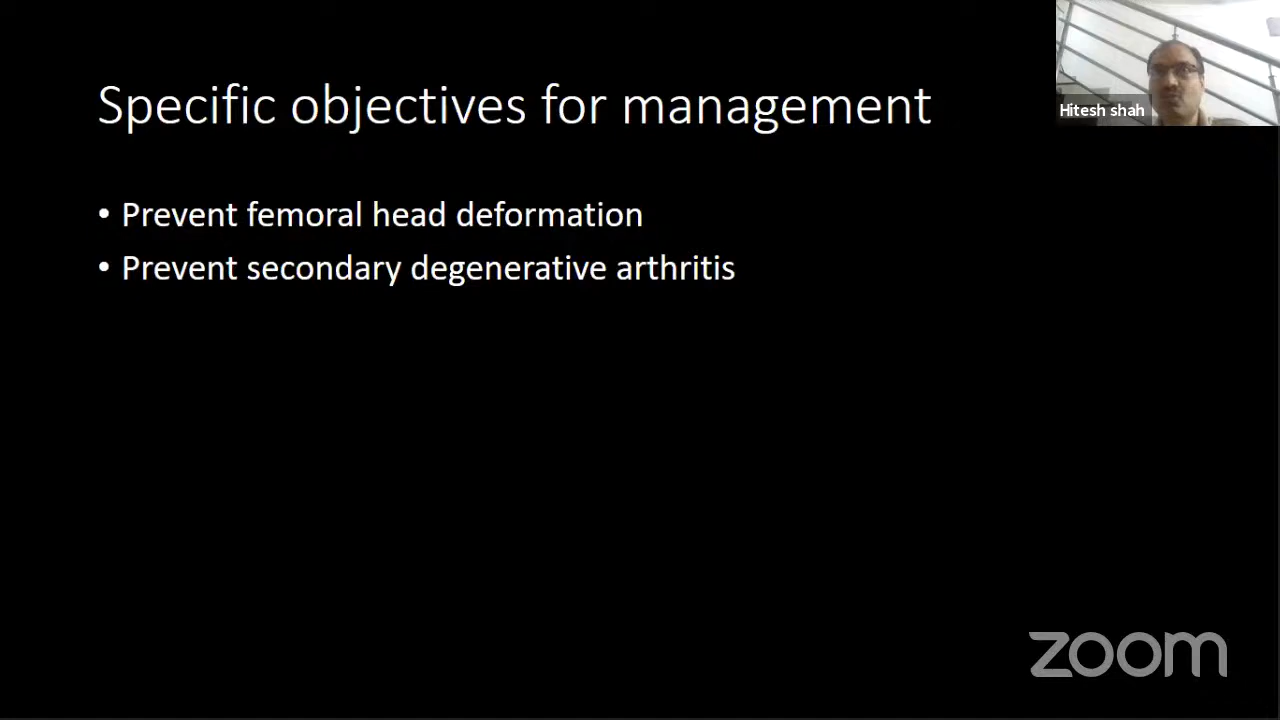 Specific objectives for management
Hitesh shah
• Prevent femoral head deformation
• Prevent secondary degenerative arthritis
zoom